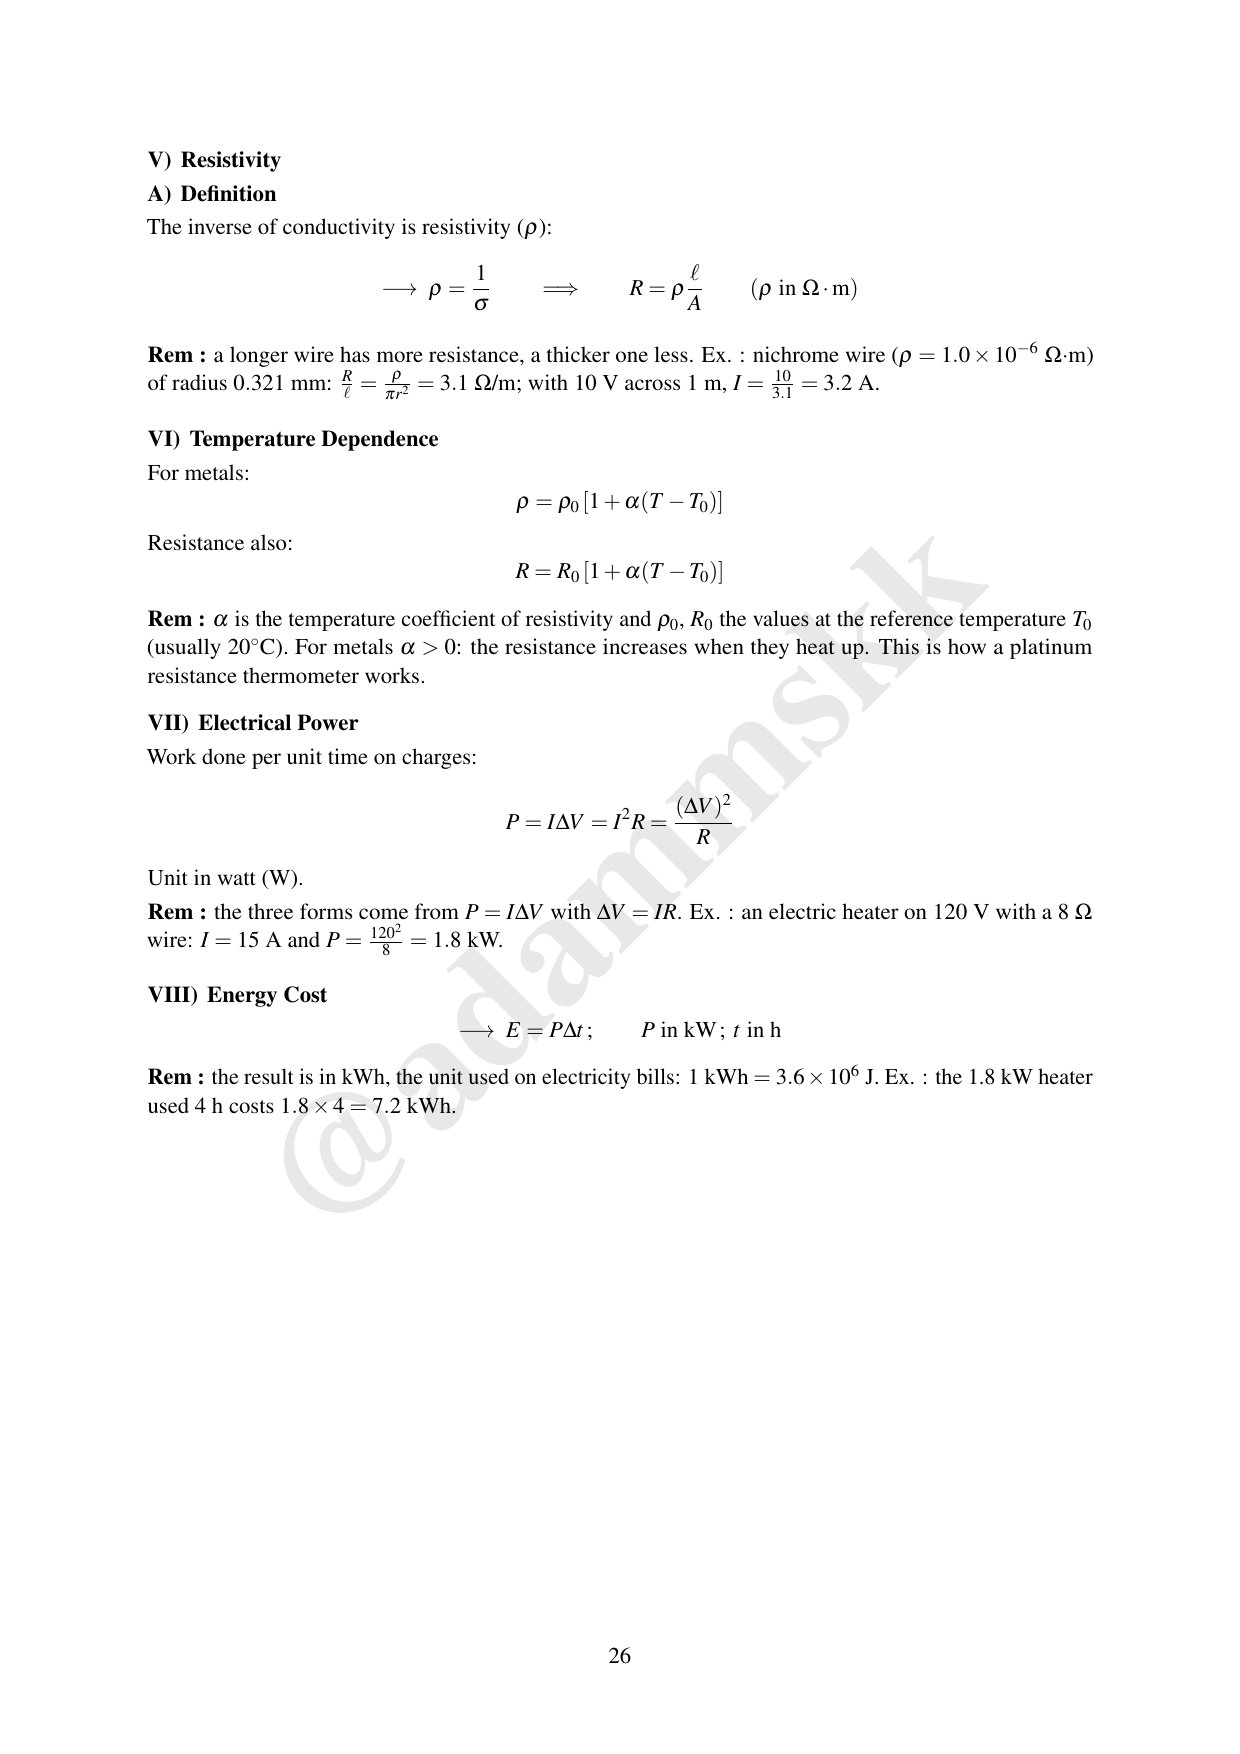 V) Resistivity
A) Definition
The inverse of conductivity is resistivity (ρ):
⟶ ρ = 1/σ ⟹ R = ρ ℓ/A (ρ in Ω · m)
Rem : a longer wire has more resistance, a thicker one less. Ex. : nichrome wire (ρ = 1.0 × 10⁻⁶ Ω·m)
of radius 0.321 mm: R/ℓ = ρ/πr² = 3.1 Ω/m; with 10 V across 1 m, I = 10/3.1 = 3.2 A.
VI) Temperature Dependence
For metals:
ρ = ρ₀ [1 + α(T − T₀)]
Resistance also:
R = R₀ [1 + α(T − T₀)]
Rem : α is the temperature coefficient of resistivity and ρ₀, R₀ the values at the reference temperature T₀
(usually 20°C). For metals α > 0: the resistance increases when they heat up. This is how a platinum
resistance thermometer works.
VII) Electrical Power
Work done per unit time on charges:
P = IΔV = I²R = (ΔV)²/R
Unit in watt (W).
Rem : the three forms come from P = IΔV with ΔV = IR. Ex. : an electric heater on 120 V with a 8 Ω
wire: I = 15 A and P = 120²/8 = 1.8 kW.
VIII) Energy Cost
⟶ E = PΔt ; P in kW ; t in h
Rem : the result is in kWh, the unit used on electricity bills: 1 kWh = 3.6 × 10⁶ J. Ex. : the 1.8 kW heater
used 4 h costs 1.8 × 4 = 7.2 kWh.
@adammskk
26